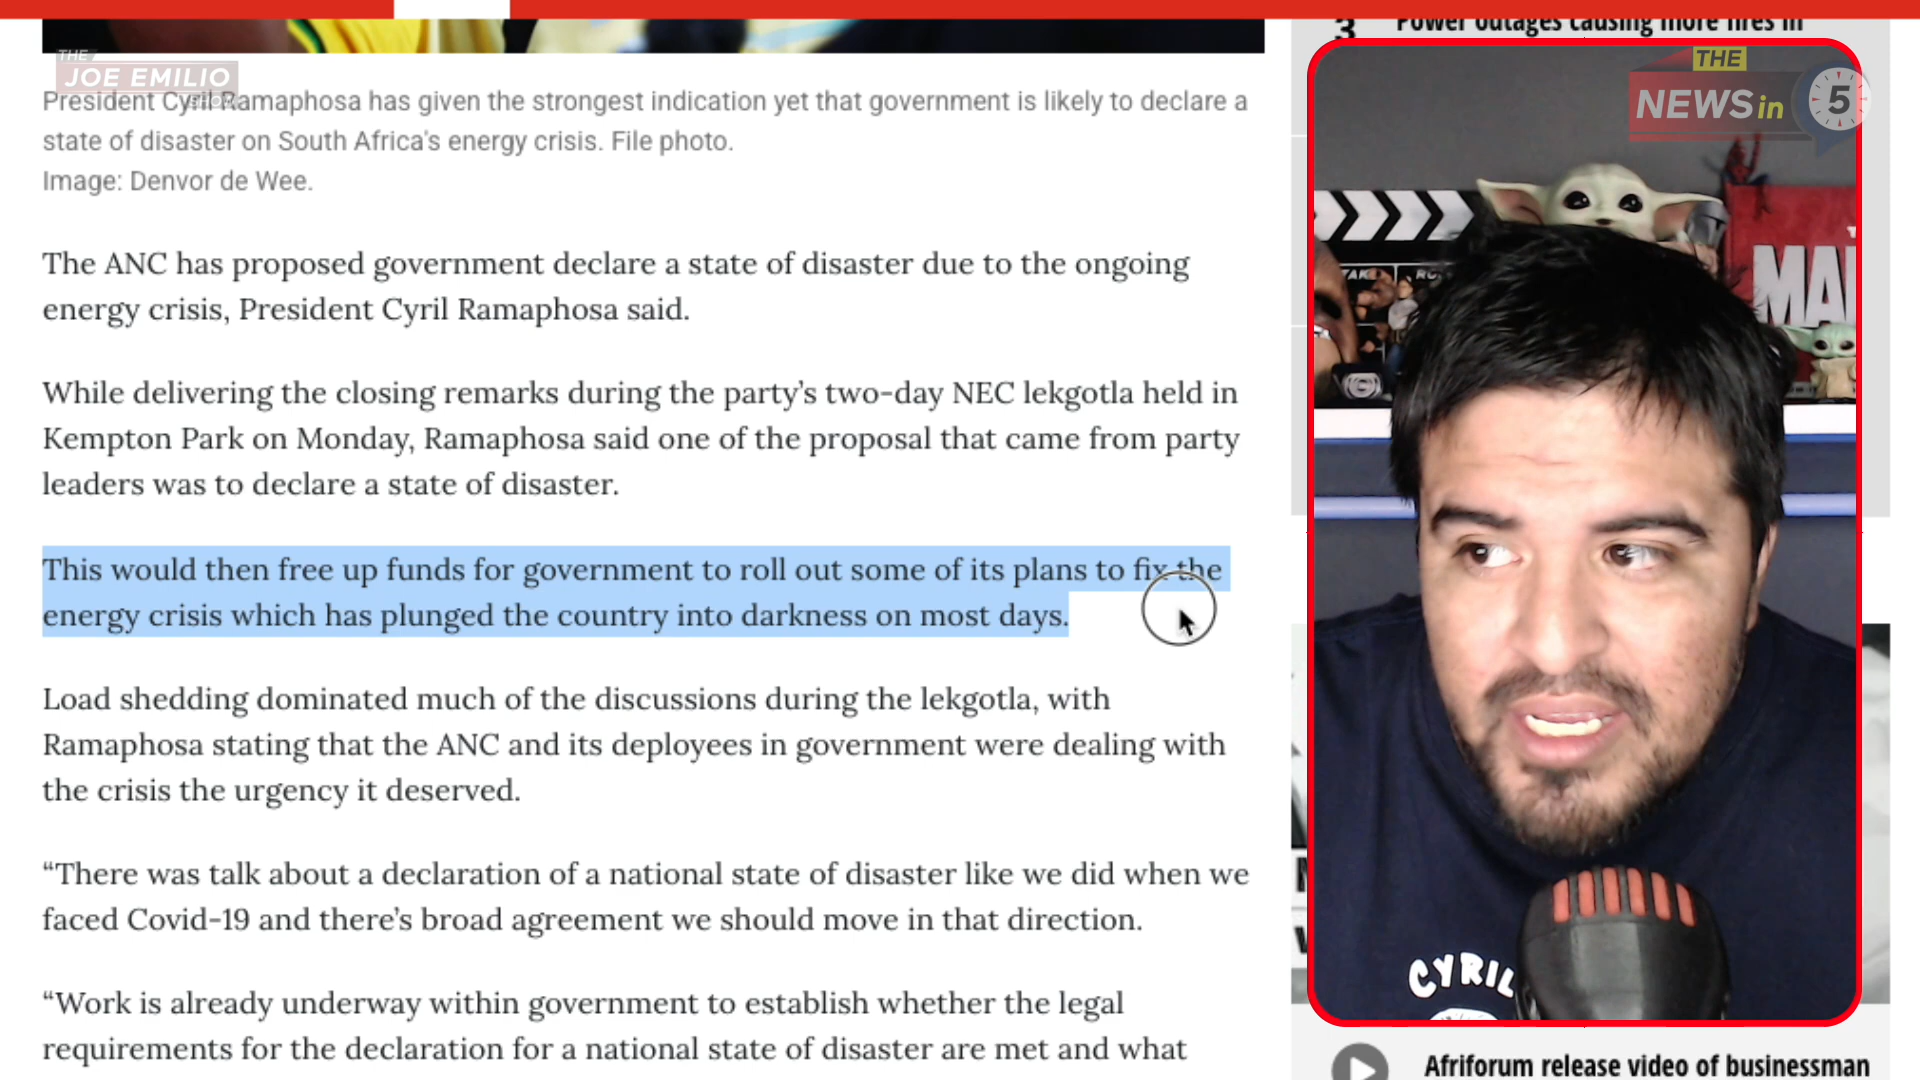 3 Power outages causing more fires in
THE
JOE EMILIO
SHOW
THE
NEWS in 5
President Cyril Ramaphosa has given the strongest indication yet that government is likely to declare a
state of disaster on South Africa's energy crisis. File photo.
Image: Denvor de Wee.
The ANC has proposed government declare a state of disaster due to the ongoing
energy crisis, President Cyril Ramaphosa said.
While delivering the closing remarks during the party’s two-day NEC lekgotla held in
Kempton Park on Monday, Ramaphosa said one of the proposal that came from party
leaders was to declare a state of disaster.
This would then free up funds for government to roll out some of its plans to fix the
energy crisis which has plunged the country into darkness on most days.
Load shedding dominated much of the discussions during the lekgotla, with
Ramaphosa stating that the ANC and its deployees in government were dealing with
the crisis the urgency it deserved.
“There was talk about a declaration of a national state of disaster like we did when we
faced Covid-19 and there’s broad agreement we should move in that direction.
“Work is already underway within government to establish whether the legal
requirements for the declaration for a national state of disaster are met and what
MA
CYRIL
Afriforum release video of businessman